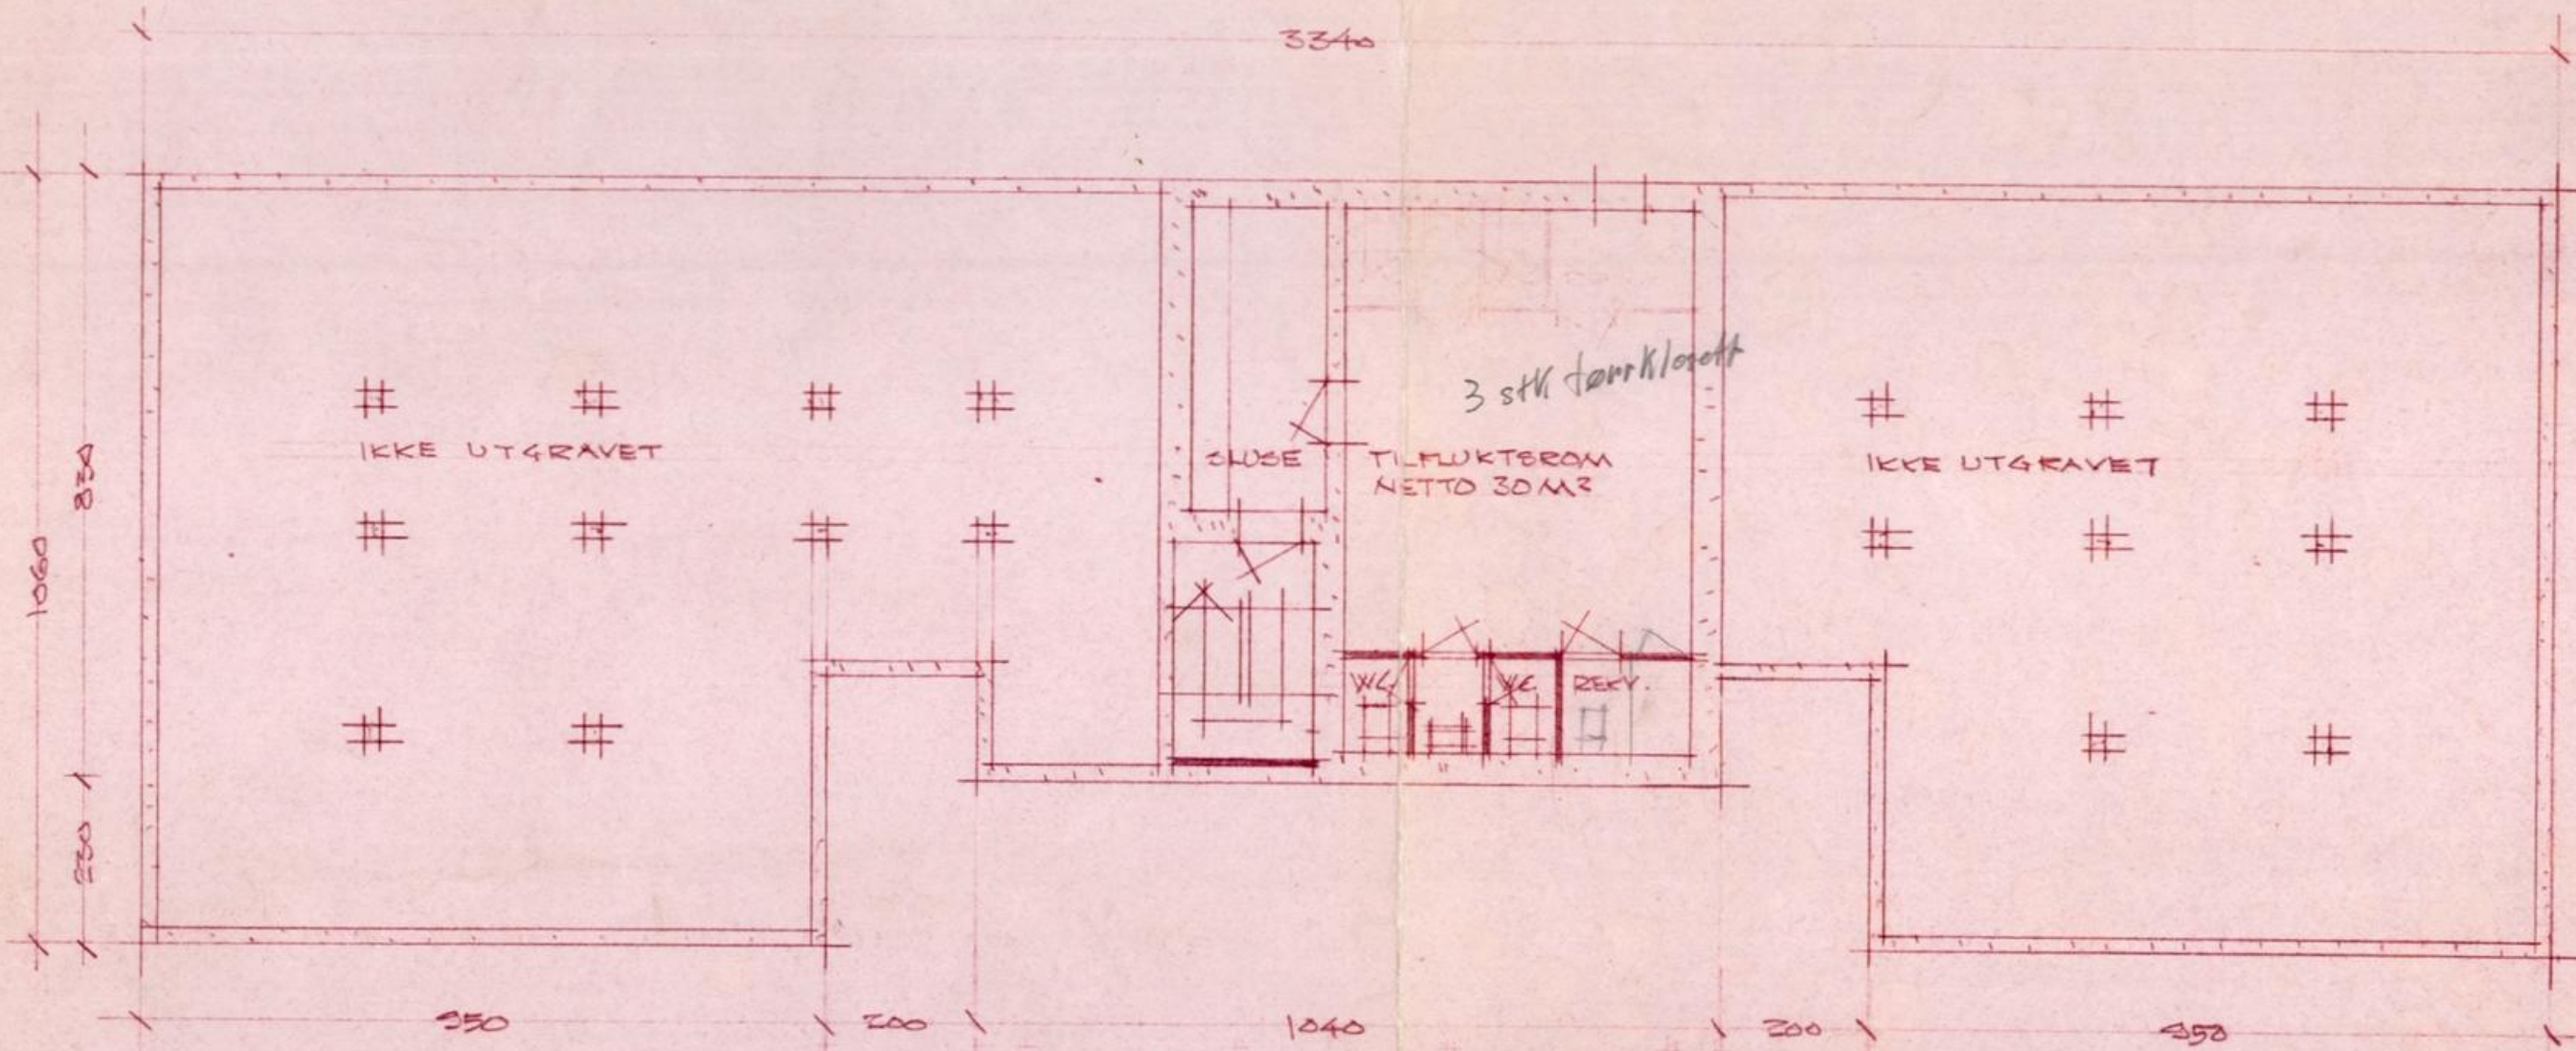 3340
1060
830
230
IKKE UTGRAVET
SLUSE
TILFLUKTSROM
NETTO 30 M2
3 stk tørrklosett
IKKE UTGRAVET
WC
WC
REKV.
950
200
1040
200
950